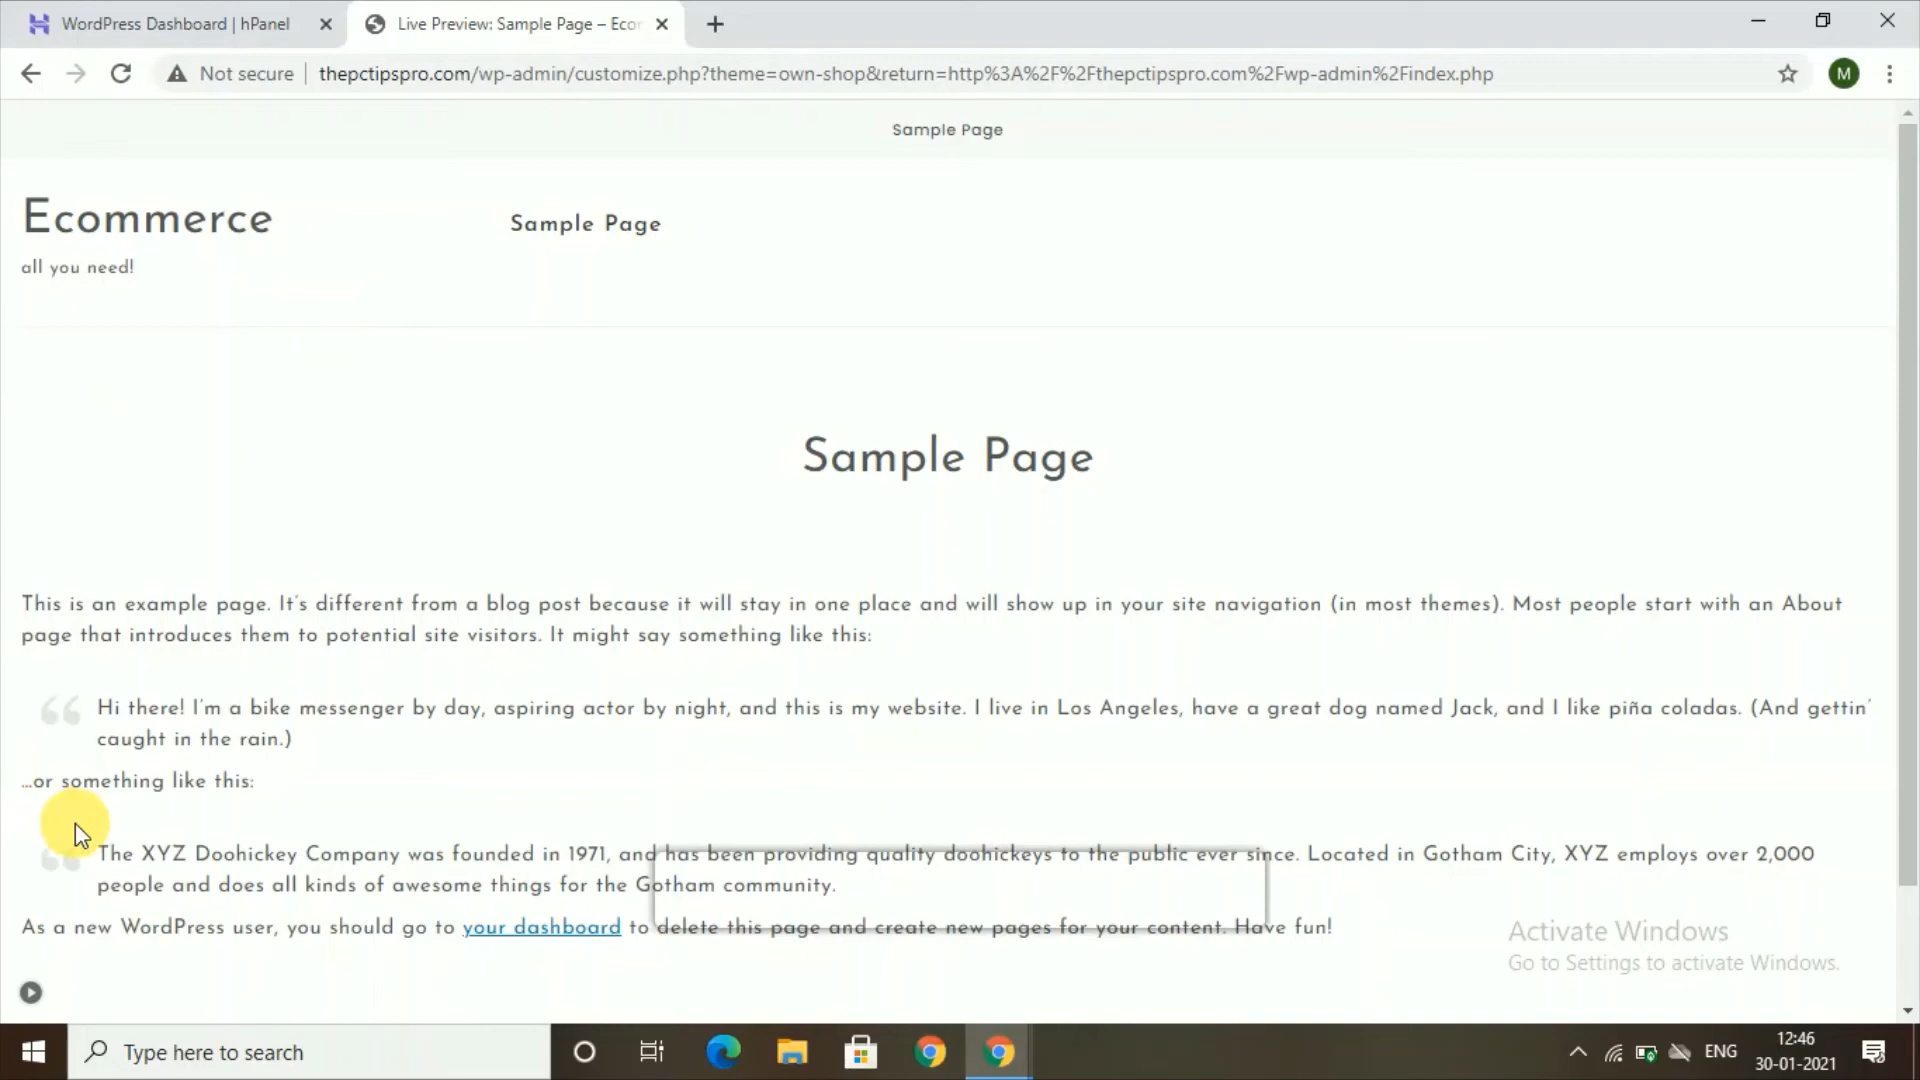 WordPress Dashboard | hPanel
Live Preview: Sample Page – Ecor
Not secure
thepctipspro.com/wp-admin/customize.php?theme=own-shop&return=http%3A%2F%2Fthepctipspro.com%2Fwp-admin%2Findex.php
M
Sample Page
Ecommerce
Sample Page
all you need!
Sample Page
This is an example page. It's different from a blog post because it will stay in one place and will show up in your site navigation (in most themes). Most people start with an About
page that introduces them to potential site visitors. It might say something like this:
Hi there! I'm a bike messenger by day, aspiring actor by night, and this is my website. I live in Los Angeles, have a great dog named Jack, and I like piña coladas. (And gettin'
caught in the rain.)
...or something like this:
The XYZ Doohickey Company was founded in 1971, and has been providing quality doohickeys to the public ever since. Located in Gotham City, XYZ employs over 2,000
people and does all kinds of awesome things for the Gotham community.
As a new WordPress user, you should go to your dashboard to delete this page and create new pages for your content. Have fun!
Activate Windows
Go to Settings to activate Windows.
Type here to search
ENG
12:46
30-01-2021